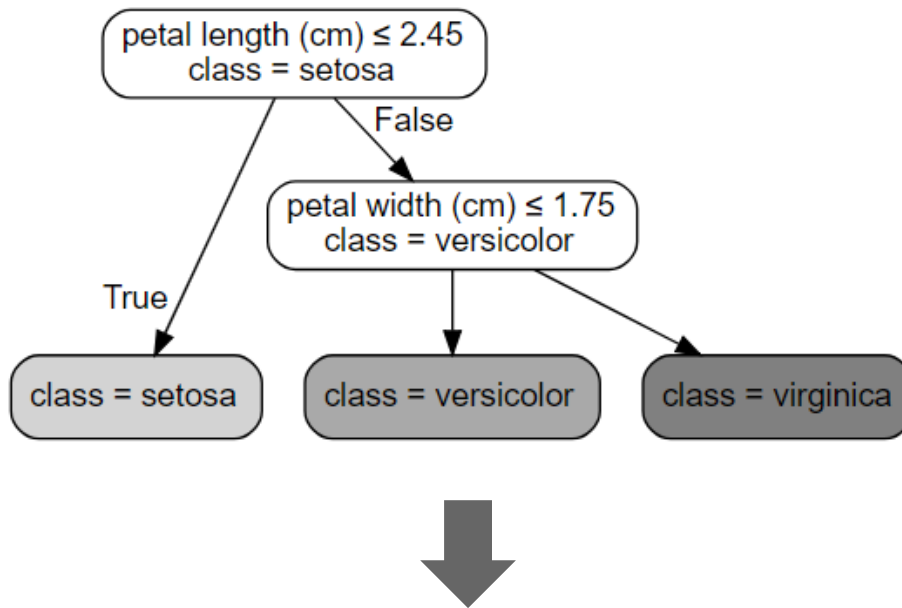 petal length (cm) ≤ 2.45
class = setosa
False
petal width (cm) ≤ 1.75
class = versicolor
True
class = setosa
class = versicolor
class = virginica